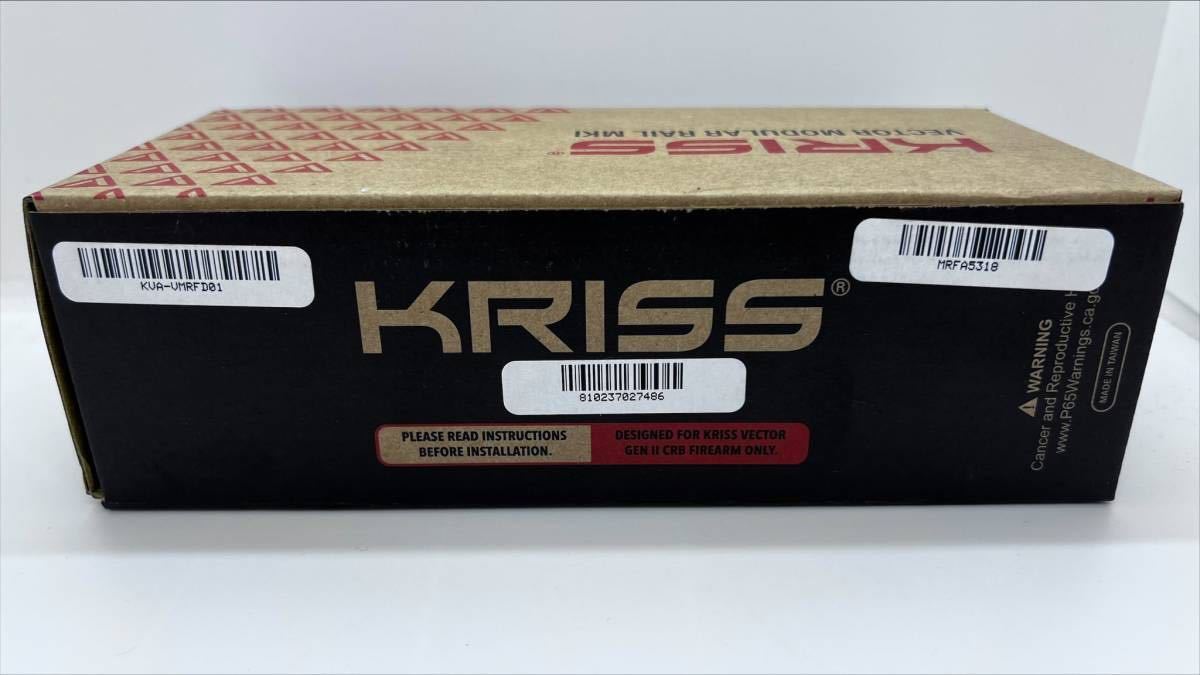 KRISS®
VECTOR MODULAR RAIL MKI
KVA-VMRFD01
MRFA5318
KRISS®
810237027486
PLEASE READ INSTRUCTIONS
BEFORE INSTALLATION.
DESIGNED FOR KRISS VECTOR
GEN II CRB FIREARM ONLY.
⚠ WARNING
Cancer and Reproductive
www.P65Warnings.ca.go
MADE IN TAIWAN